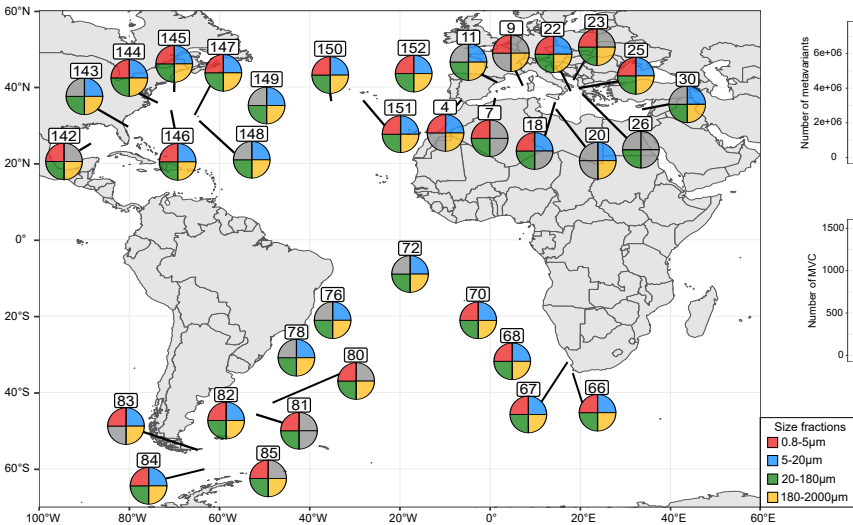 60°N
40°N
20°N
0°
20°S
40°S
60°S
100°W
80°W
60°W
40°W
20°W
0°
20°E
40°E
60°E
145
147
144
143
149
142
146
148
150
152
151
11
9
22
23
25
30
4
7
18
20
26
72
76
70
78
68
80
83
82
81
67
66
84
85
Size fractions
0.8-5µm
5-20µm
20-180µm
180-2000µm
Number of metavariants
6e+06
4e+06
2e+06
0
Number of MVC
1500
1000
500
0